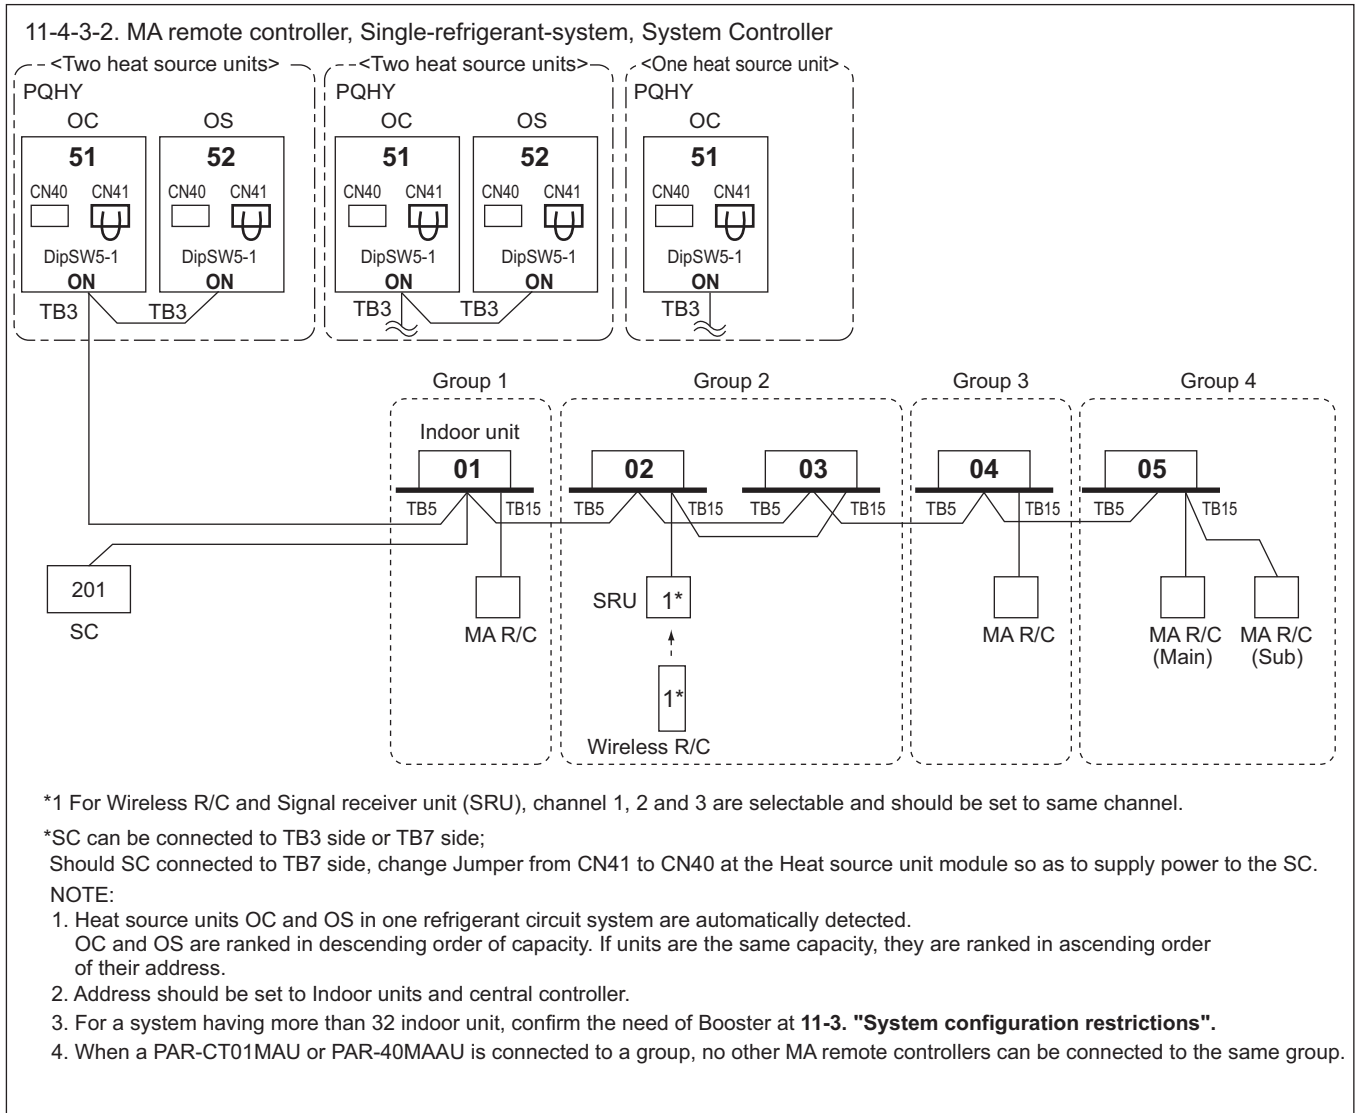 11-4-3-2. MA remote controller, Single-refrigerant-system, System Controller
<Two heat source units>
<Two heat source units>
<One heat source unit>
PQHY
PQHY
PQHY
OC
OS
OC
OS
OC
51
52
51
52
51
CN40 CN41
CN40 CN41
CN40 CN41
CN40 CN41
CN40 CN41
DipSW5-1
DipSW5-1
DipSW5-1
DipSW5-1
DipSW5-1
ON
ON
ON
ON
ON
TB3
TB3
TB3
TB3
TB3
Group 1
Group 2
Group 3
Group 4
Indoor unit
01
02
03
04
05
TB5
TB15
TB5
TB15
TB5
TB15
TB5
TB15
TB5
TB15
201
SC
MA R/C
SRU
1*
1*
Wireless R/C
MA R/C
MA R/C
(Main)
MA R/C
(Sub)
*1 For Wireless R/C and Signal receiver unit (SRU), channel 1, 2 and 3 are selectable and should be set to same channel.
*SC can be connected to TB3 side or TB7 side;
Should SC connected to TB7 side, change Jumper from CN41 to CN40 at the Heat source unit module so as to supply power to the SC.
NOTE:
1. Heat source units OC and OS in one refrigerant circuit system are automatically detected.
OC and OS are ranked in descending order of capacity. If units are the same capacity, they are ranked in ascending order
of their address.
2. Address should be set to Indoor units and central controller.
3. For a system having more than 32 indoor unit, confirm the need of Booster at 11-3. "System configuration restrictions".
4. When a PAR-CT01MAU or PAR-40MAAU is connected to a group, no other MA remote controllers can be connected to the same group.